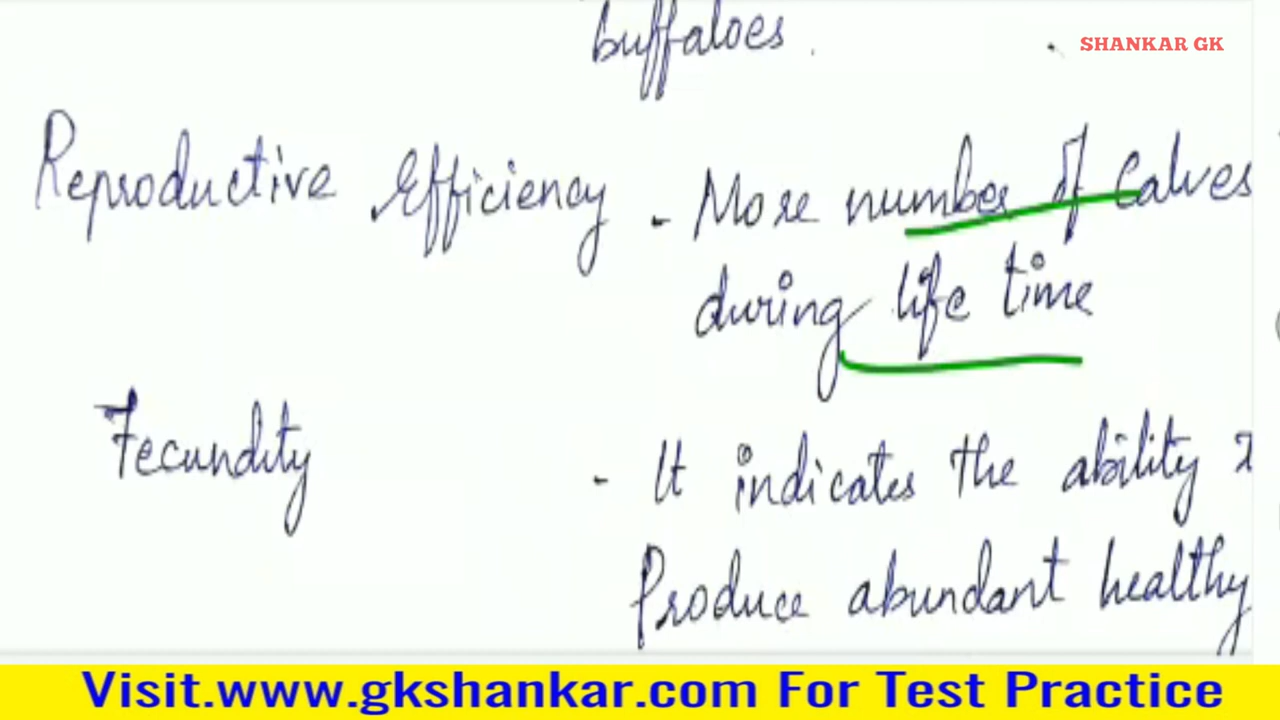 buffaloes.
SHANKAR GK
Reproductive Efficiency - More number of Calves
during life time
Fecundity - It indicates the ability
Produce abundant healthy
Visit.www.gkshankar.com For Test Practice